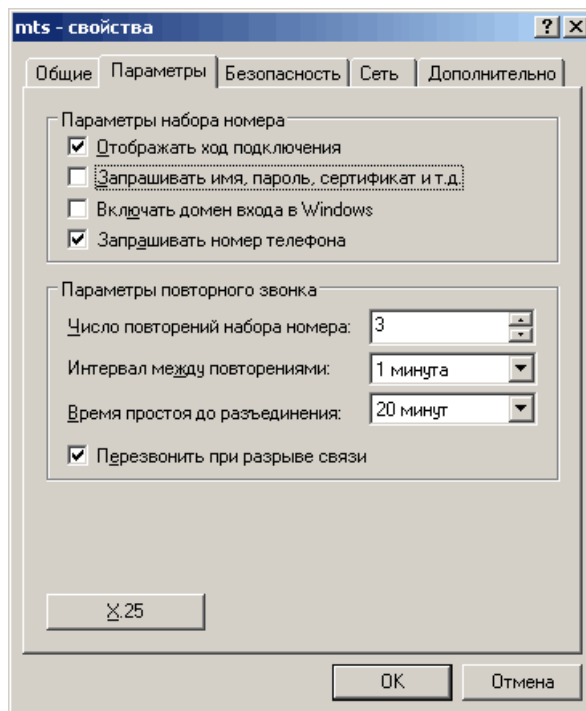 mts - свойства
Общие Параметры Безопасность Сеть Дополнительно
Параметры набора номера
Отображать ход подключения
Запрашивать имя, пароль, сертификат и т.д.
Включать домен входа в Windows
Запрашивать номер телефона
Параметры повторного звонка
Число повторений набора номера: 3
Интервал между повторениями: 1 минута
Время простоя до разъединения: 20 минут
Перезвонить при разрыве связи
X.25
OK Отмена